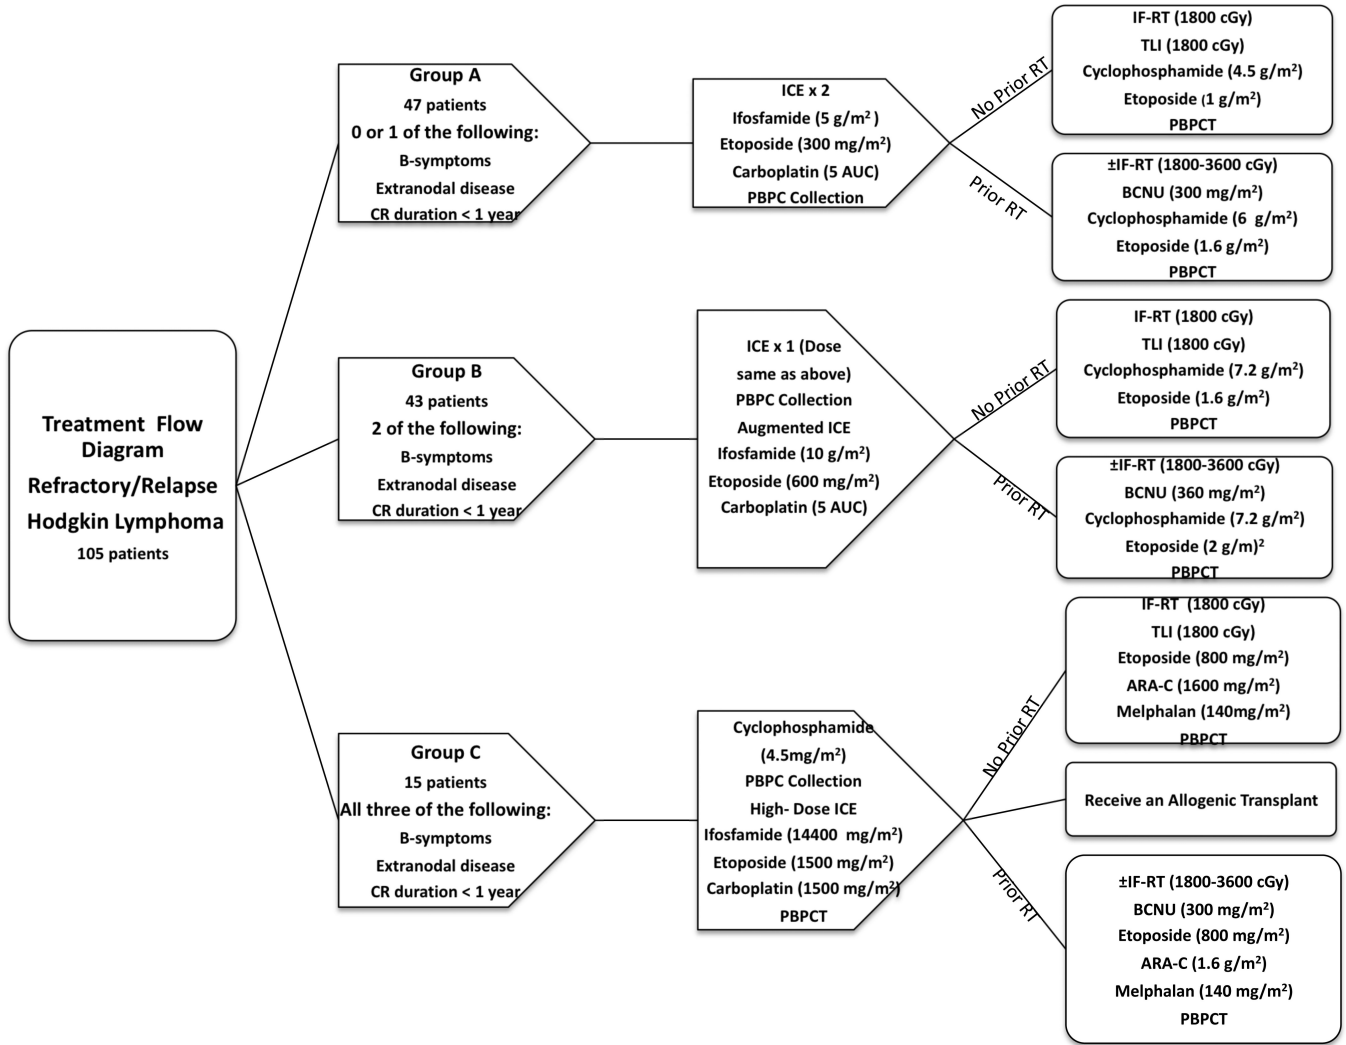 Treatment Flow
Diagram
Refractory/Relapse
Hodgkin Lymphoma
105 patients
Group A
47 patients
0 or 1 of the following:
B-symptoms
Extranodal disease
CR duration < 1 year
ICE x 2
Ifosfamide (5 g/m²)
Etoposide (300 mg/m²)
Carboplatin (5 AUC)
PBPC Collection
No Prior RT
IF-RT (1800 cGy)
TLI (1800 cGy)
Cyclophosphamide (4.5 g/m²)
Etoposide (1 g/m²)
PBPCT
Prior RT
±IF-RT (1800-3600 cGy)
BCNU (300 mg/m²)
Cyclophosphamide (6 g/m²)
Etoposide (1.6 g/m²)
PBPCT
Group B
43 patients
2 of the following:
B-symptoms
Extranodal disease
CR duration < 1 year
ICE x 1 (Dose
same as above)
PBPC Collection
Augmented ICE
Ifosfamide (10 g/m²)
Etoposide (600 mg/m²)
Carboplatin (5 AUC)
No Prior RT
IF-RT (1800 cGy)
TLI (1800 cGy)
Cyclophosphamide (7.2 g/m²)
Etoposide (1.6 g/m²)
PBPCT
Prior RT
±IF-RT (1800-3600 cGy)
BCNU (360 mg/m²)
Cyclophosphamide (7.2 g/m²)
Etoposide (2 g/m)²
PBPCT
Group C
15 patients
All three of the following:
B-symptoms
Extranodal disease
CR duration < 1 year
Cyclophosphamide
(4.5mg/m²)
PBPC Collection
High- Dose ICE
Ifosfamide (14400 mg/m²)
Etoposide (1500 mg/m²)
Carboplatin (1500 mg/m²)
PBPCT
No Prior RT
IF-RT (1800 cGy)
TLI (1800 cGy)
Etoposide (800 mg/m²)
ARA-C (1600 mg/m²)
Melphalan (140mg/m²)
PBPCT
Receive an Allogenic Transplant
Prior RT
±IF-RT (1800-3600 cGy)
BCNU (300 mg/m²)
Etoposide (800 mg/m²)
ARA-C (1.6 g/m²)
Melphalan (140 mg/m²)
PBPCT